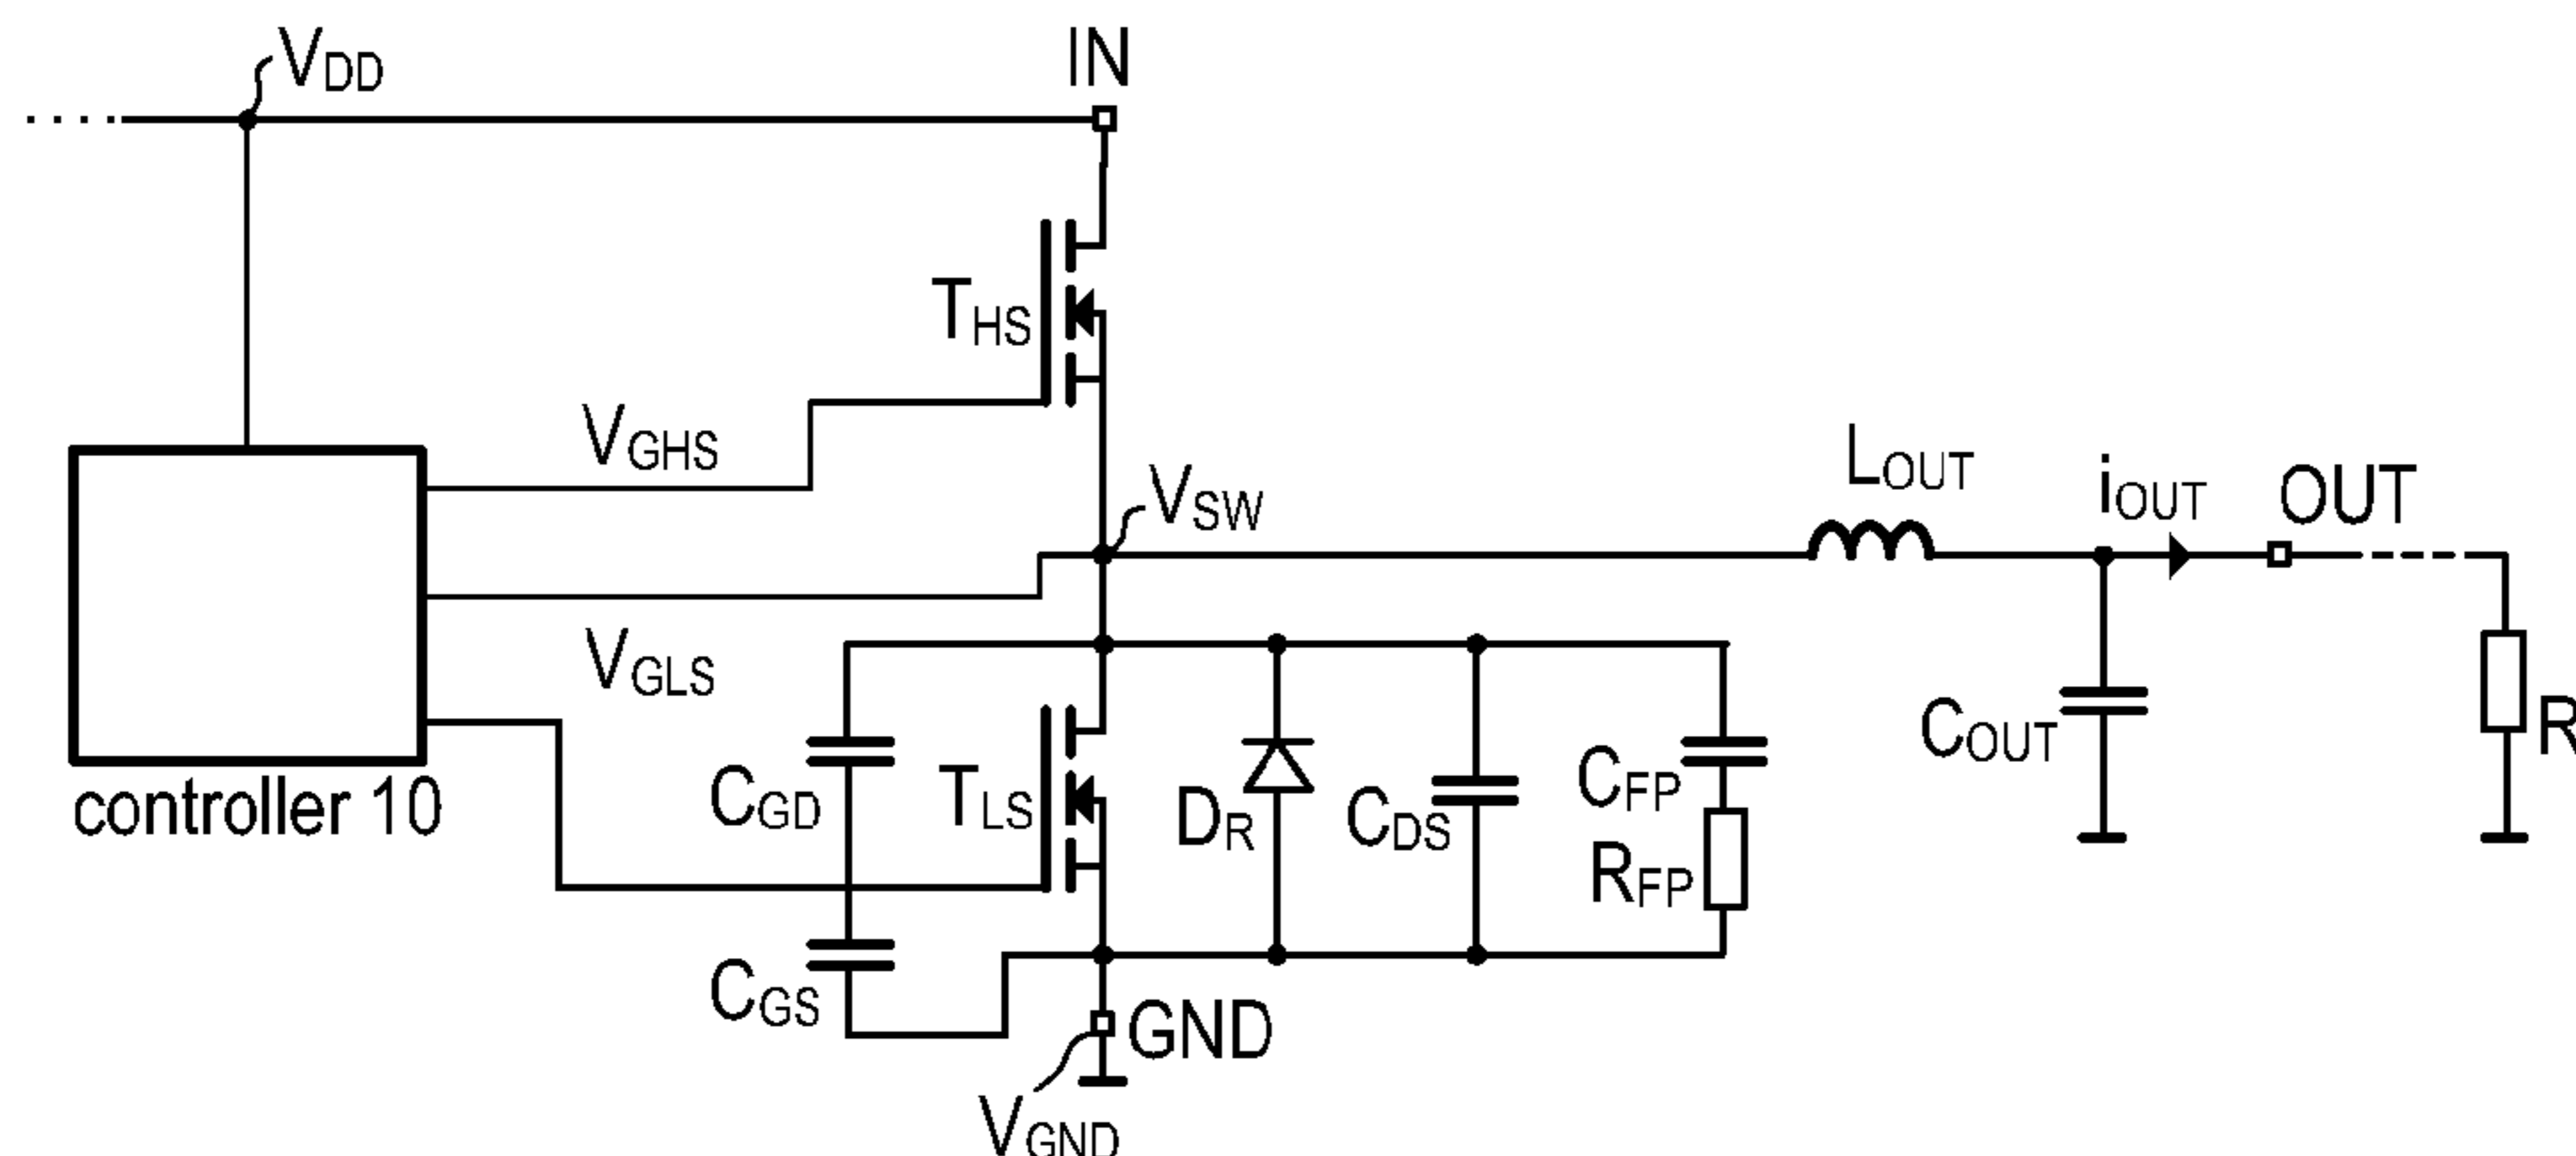 VDD
IN
THS
VGHS
VSW
LOUT
iOUT
OUT
VGLS
controller 10
CGD
TLS
DR
CDS
CFP
RFP
COUT
R
CGS
GND
VGND